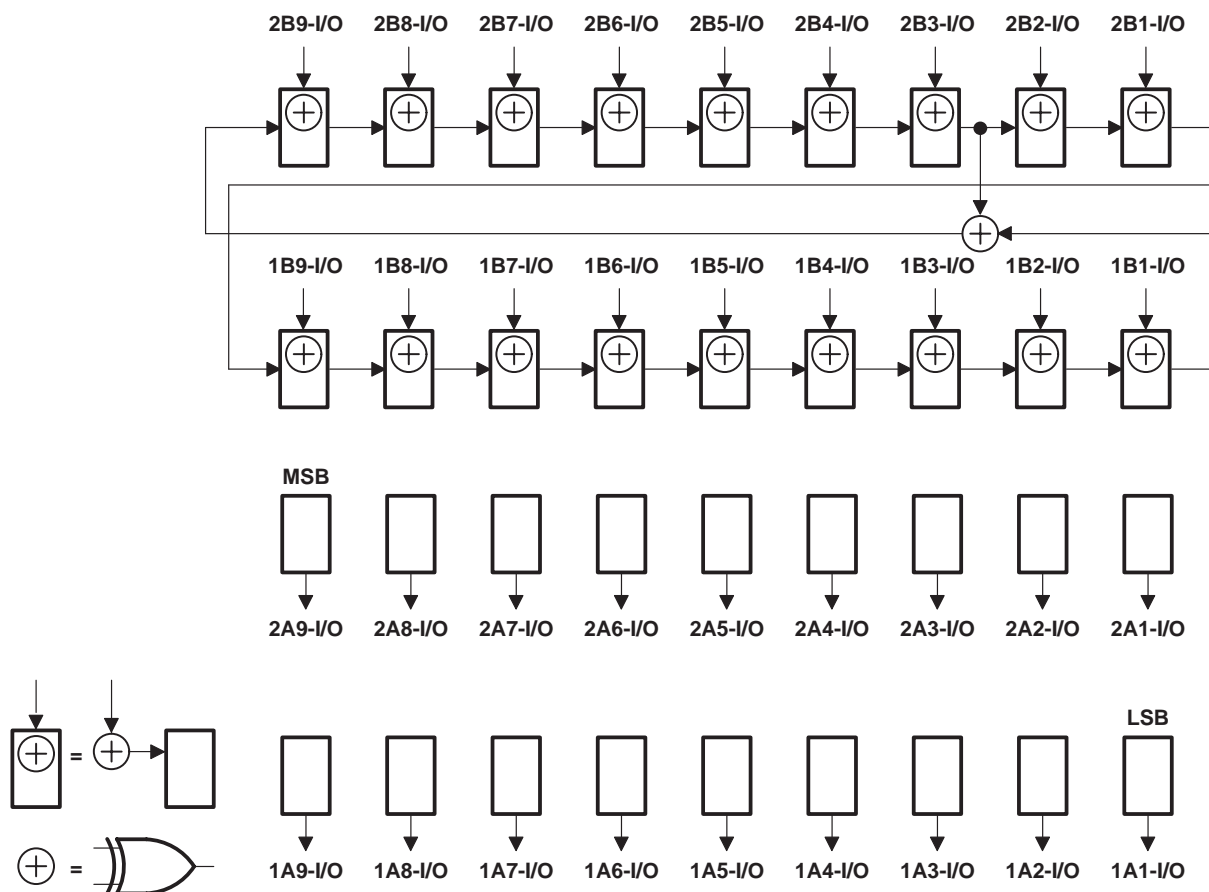 2B9-I/O 2B8-I/O 2B7-I/O 2B6-I/O 2B5-I/O 2B4-I/O 2B3-I/O 2B2-I/O 2B1-I/O
1B9-I/O 1B8-I/O 1B7-I/O 1B6-I/O 1B5-I/O 1B4-I/O 1B3-I/O 1B2-I/O 1B1-I/O
MSB
2A9-I/O 2A8-I/O 2A7-I/O 2A6-I/O 2A5-I/O 2A4-I/O 2A3-I/O 2A2-I/O 2A1-I/O
LSB
=
=
1A9-I/O 1A8-I/O 1A7-I/O 1A6-I/O 1A5-I/O 1A4-I/O 1A3-I/O 1A2-I/O 1A1-I/O